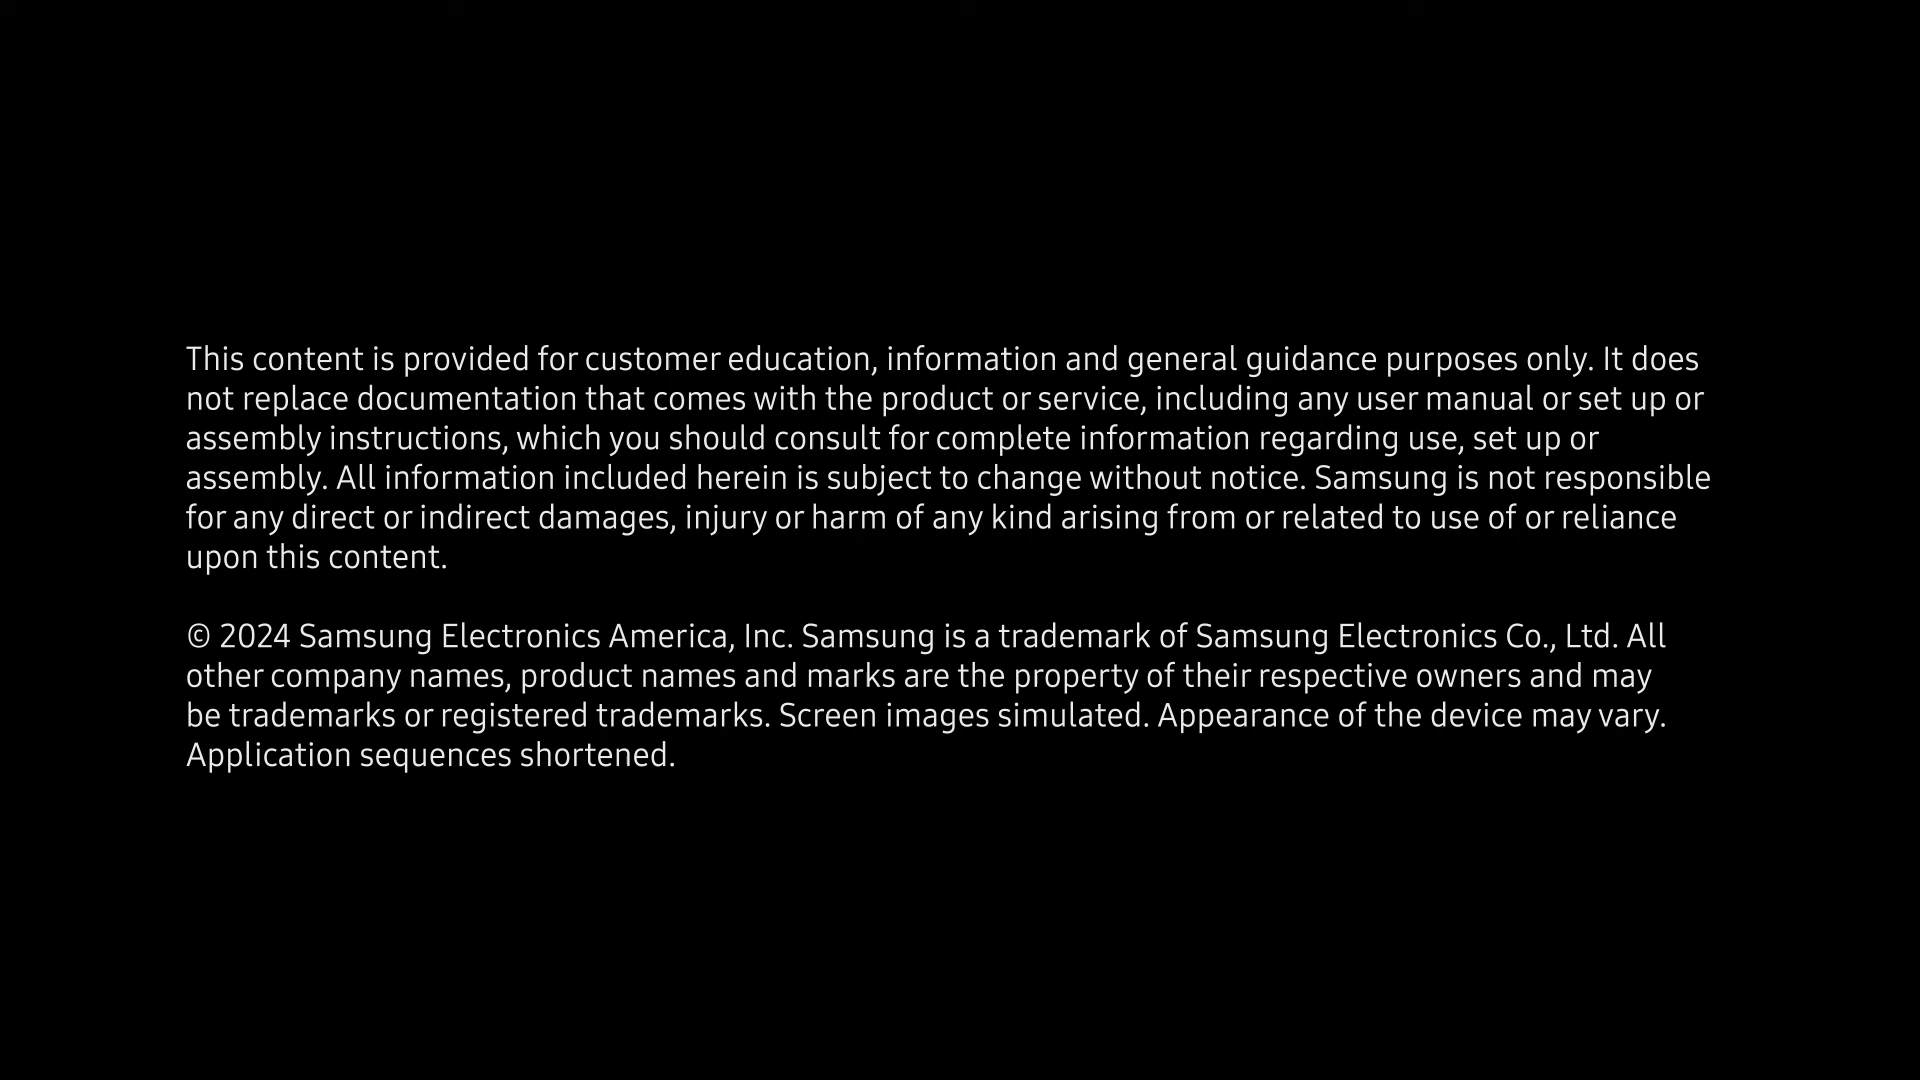 This content is provided for customer education, information and general guidance purposes only. It does
not replace documentation that comes with the product or service, including any user manual or set up or
assembly instructions, which you should consult for complete information regarding use, set up or
assembly. All information included herein is subject to change without notice. Samsung is not responsible
for any direct or indirect damages, injury or harm of any kind arising from or related to use of or reliance
upon this content.
© 2024 Samsung Electronics America, Inc. Samsung is a trademark of Samsung Electronics Co., Ltd. All
other company names, product names and marks are the property of their respective owners and may
be trademarks or registered trademarks. Screen images simulated. Appearance of the device may vary.
Application sequences shortened.